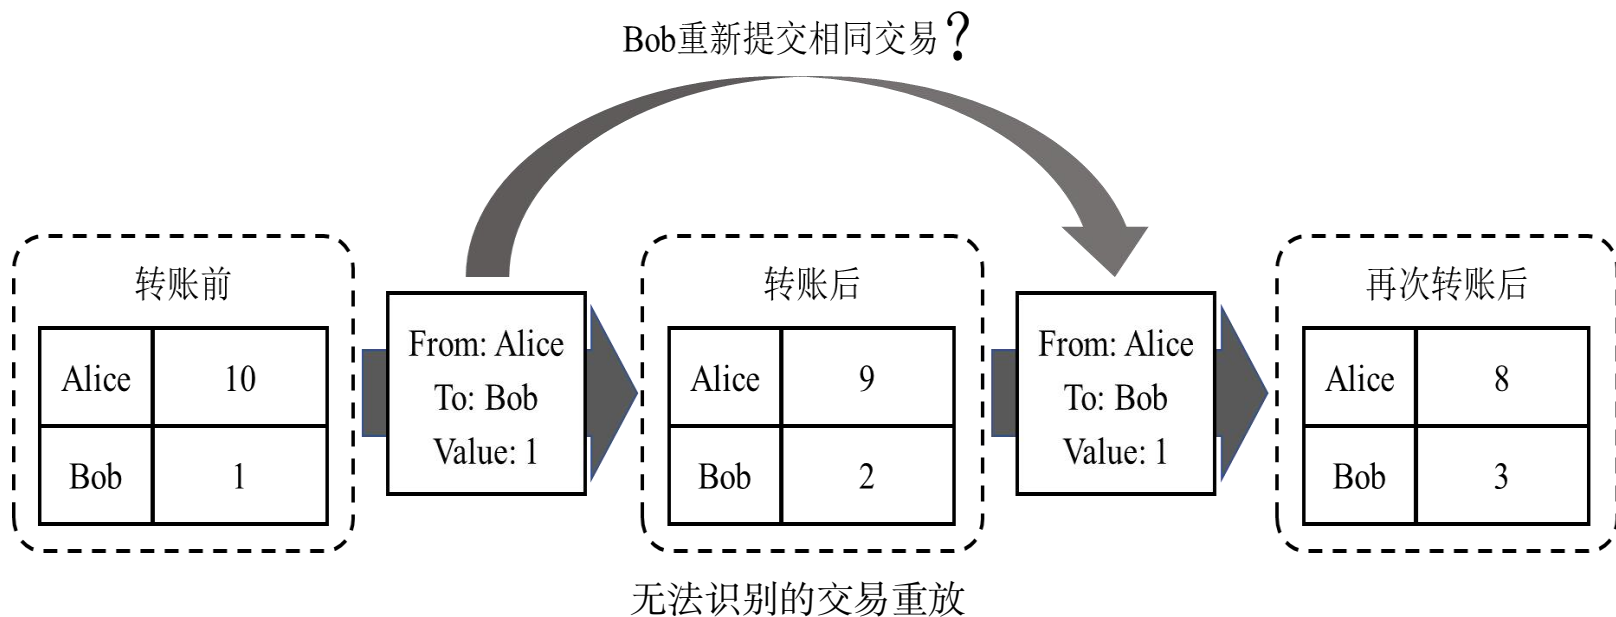 Bob重新提交相同交易？
转账前
Alice 10
Bob 1
From: Alice
To: Bob
Value: 1
转账后
Alice 9
Bob 2
From: Alice
To: Bob
Value: 1
再次转账后
Alice 8
Bob 3
无法识别的交易重放